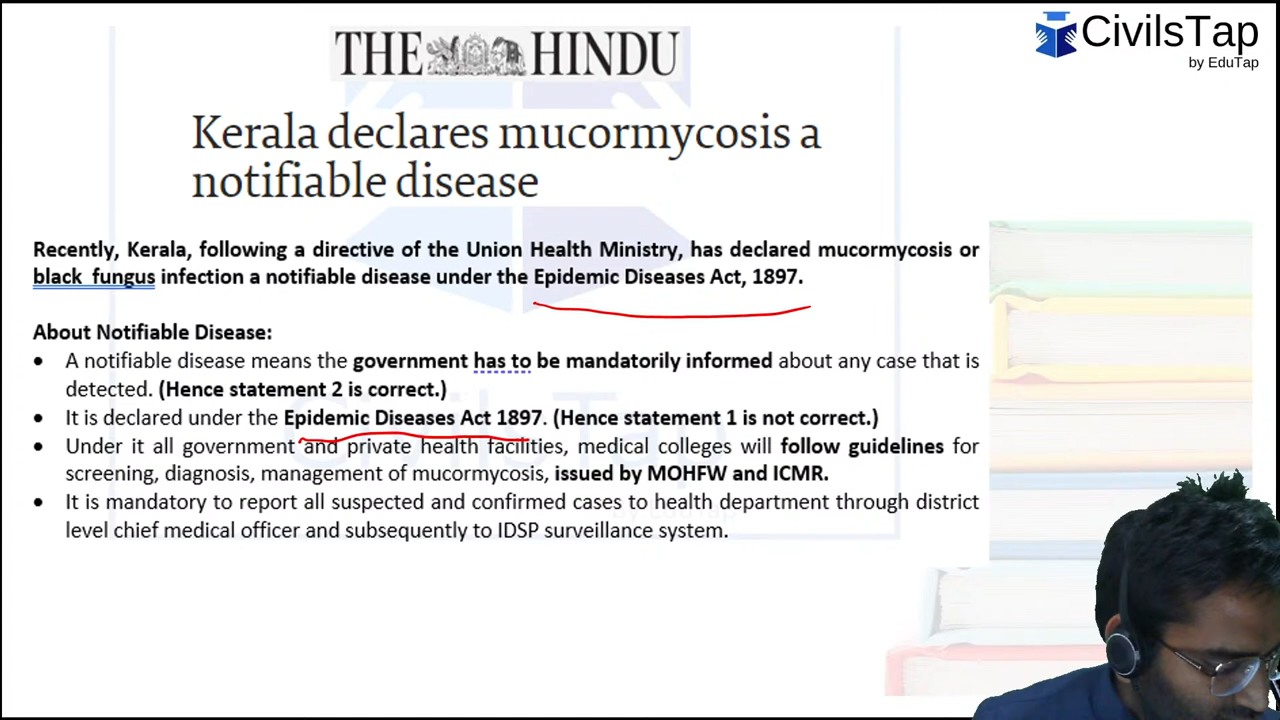 CivilsTap
by EduTap
THE HINDU
Kerala declares mucormycosis a
notifiable disease
Recently, Kerala, following a directive of the Union Health Ministry, has declared mucormycosis or
black fungus infection a notifiable disease under the Epidemic Diseases Act, 1897.
About Notifiable Disease:
• A notifiable disease means the government has to be mandatorily informed about any case that is
detected. (Hence statement 2 is correct.)
• It is declared under the Epidemic Diseases Act 1897. (Hence statement 1 is not correct.)
• Under it all government and private health facilities, medical colleges will follow guidelines for
screening, diagnosis, management of mucormycosis, issued by MOHFW and ICMR.
• It is mandatory to report all suspected and confirmed cases to health department through district
level chief medical officer and subsequently to IDSP surveillance system.